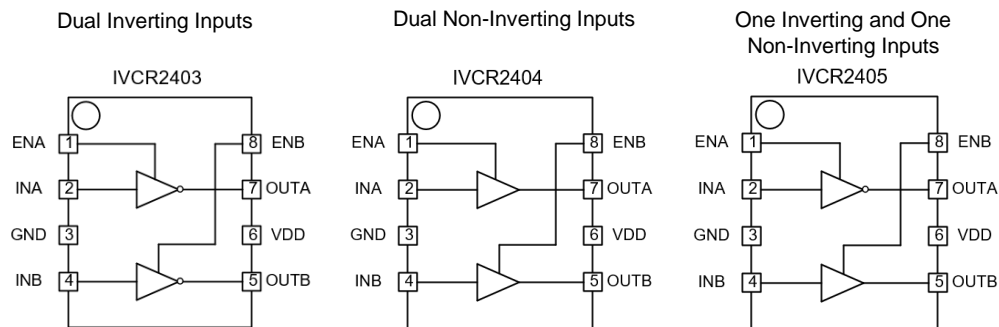 Dual Inverting Inputs
Dual Non-Inverting Inputs
One Inverting and One
Non-Inverting Inputs
IVCR2403
ENA 1 8 ENB
INA 2 7 OUTA
GND 3 6 VDD
INB 4 5 OUTB
IVCR2404
ENA 1 8 ENB
INA 2 7 OUTA
GND 3 6 VDD
INB 4 5 OUTB
IVCR2405
ENA 1 8 ENB
INA 2 7 OUTA
GND 3 6 VDD
INB 4 5 OUTB